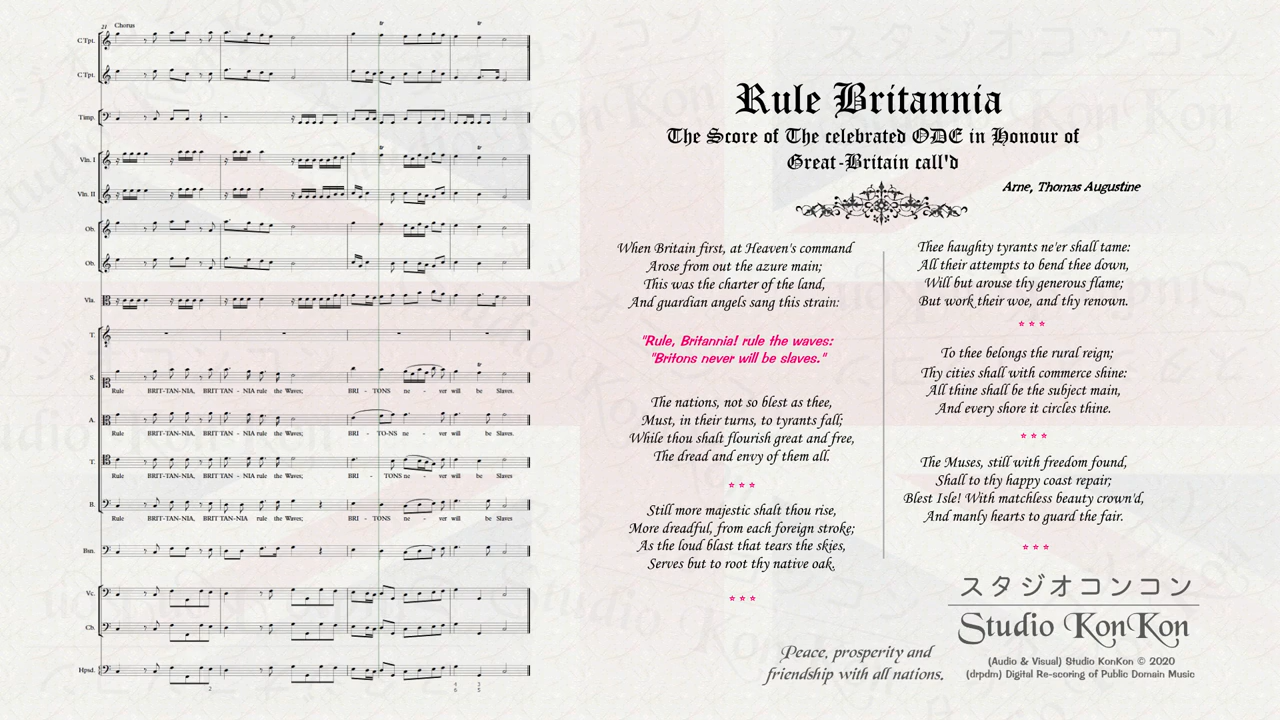 21 Chorus
tr tr
C.Tpt.
C.Tpt.
Timp.
Vln. I
Vln. II
Ob.
Ob.
Vla.
T.
S.
Rule BRIT-TAN-NIA, BRIT TAN - NIA rule the Waves; BRI - TONS ne - ver will be Slaves.
A.
Rule BRIT-TAN-NIA, BRIT TAN - NIA rule the Waves; BRI - TO-NS ne - ver will be Slaves.
T.
Rule BRIT-TAN-NIA, BRIT TAN - NIA rule the Waves; BRI - TONS ne - ver will be Slaves
B.
Rule BRIT-TAN-NIA, BRIT TAN - NIA rule the Waves; BRI - TONS ne - ver will be Slaves
Bsn.
Vc.
Cb.
Hpsd.
Rule Britannia
The Score of The celebrated ODE in Honour of
Great-Britain call'd
Arne, Thomas Augustine
When Britain first, at Heaven's command
Arose from out the azure main;
This was the charter of the land,
And guardian angels sang this strain:
"Rule, Britannia! rule the waves:
"Britons never will be slaves."
The nations, not so blest as thee,
Must, in their turns, to tyrants fall;
While thou shalt flourish great and free,
The dread and envy of them all.
* * *
Still more majestic shalt thou rise,
More dreadful, from each foreign stroke;
As the loud blast that tears the skies,
Serves but to root thy native oak.
* * *
Thee haughty tyrants ne'er shall tame:
All their attempts to bend thee down,
Will but arouse thy generous flame;
But work their woe, and thy renown.
* * *
To thee belongs the rural reign;
Thy cities shall with commerce shine:
All thine shall be the subject main,
And every shore it circles thine.
* * *
The Muses, still with freedom found,
Shall to thy happy coast repair;
Blest Isle! With matchless beauty crown'd,
And manly hearts to guard the fair.
* * *
Peace, prosperity and
friendship with all nations.
スタジオコンコン
Studio KonKon
(Audio & Visual) Studio KonKon © 2020
(drpdm) Digital Re-scoring of Public Domain Music